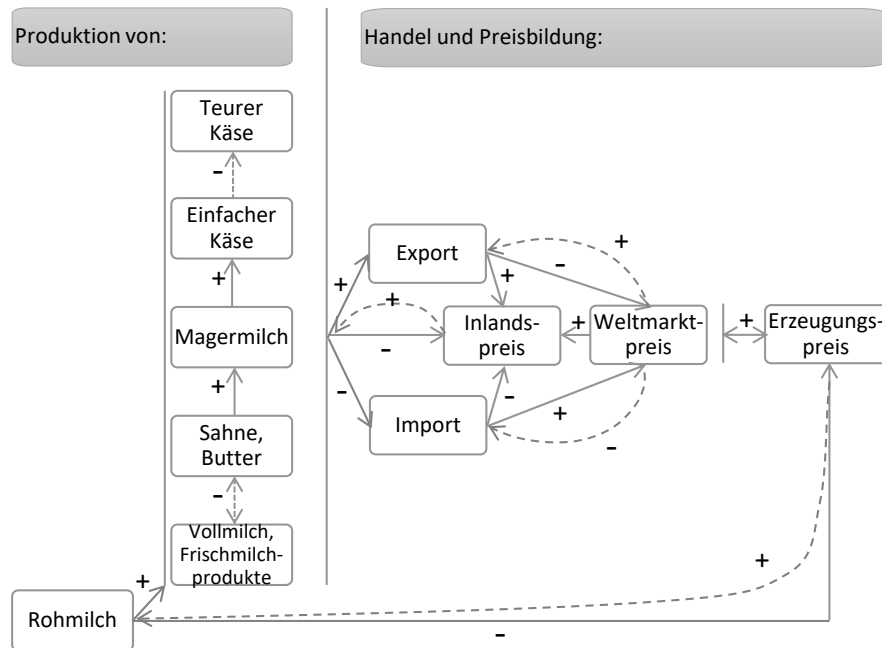 Produktion von:
Handel und Preisbildung:
Teurer
Käse
-
Einfacher
Käse
+
Export
+
-
+
+
+
Magermilch
Inlands-
preis
+
Weltmarkt-
preis
+
Erzeugungs-
preis
-
+
-
-
Import
+
-
Sahne,
Butter
-
Vollmilch,
Frischmilch-
produkte
+
+
Rohmilch
-